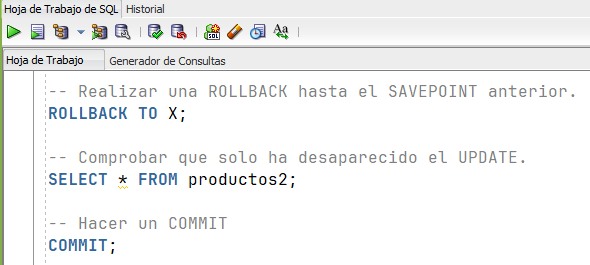 Hoja de Trabajo de SQL Historial
Hoja de Trabajo Generador de Consultas
-- Realizar una ROLLBACK hasta el SAVEPOINT anterior.
ROLLBACK TO X;
-- Comprobar que solo ha desaparecido el UPDATE.
SELECT * FROM productos2;
-- Hacer un COMMIT
COMMIT;